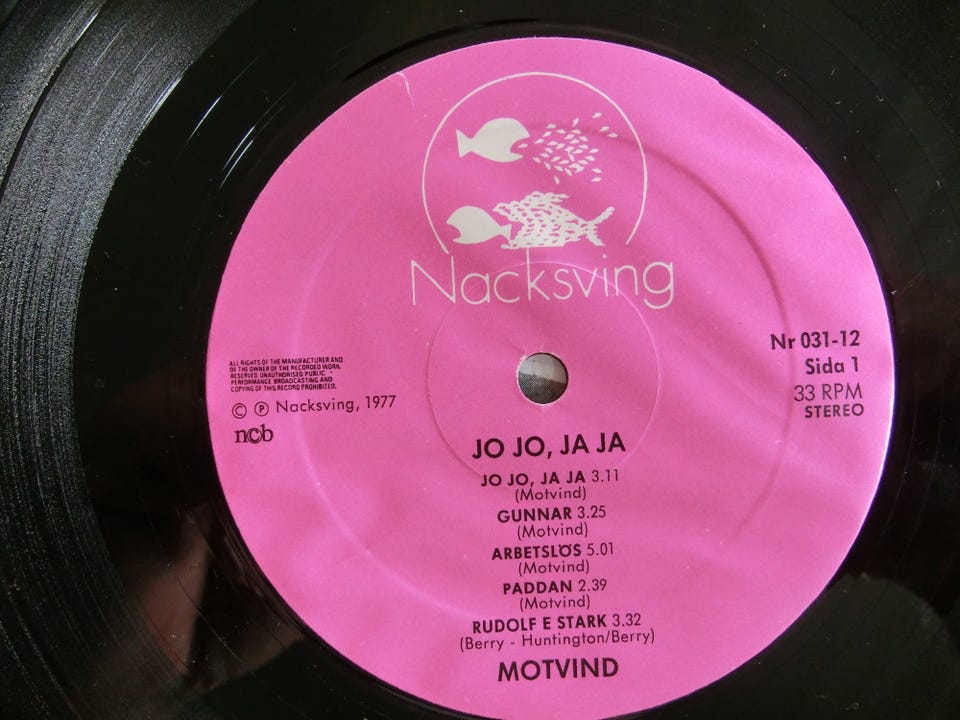 Nacksving
Nr 031-12
Sida 1
33 RPM
STEREO
ALL RIGHTS OF THE MANUFACTURER AND
OF THE OWNER OF THE RECORDED WORK
RESERVED UNAUTHORISED PUBLIC
PERFORMANCE BROADCASTING AND
COPYING OF THIS RECORD PROHIBITED.
© ℗ Nacksving, 1977
ncb
JO JO, JA JA
JO JO, JA JA 3.11
(Motvind)
GUNNAR 3.25
(Motvind)
ARBETSLÖS 5.01
(Motvind)
PADDAN 2.39
(Motvind)
RUDOLF E STARK 3.32
(Berry - Huntington/Berry)
MOTVIND